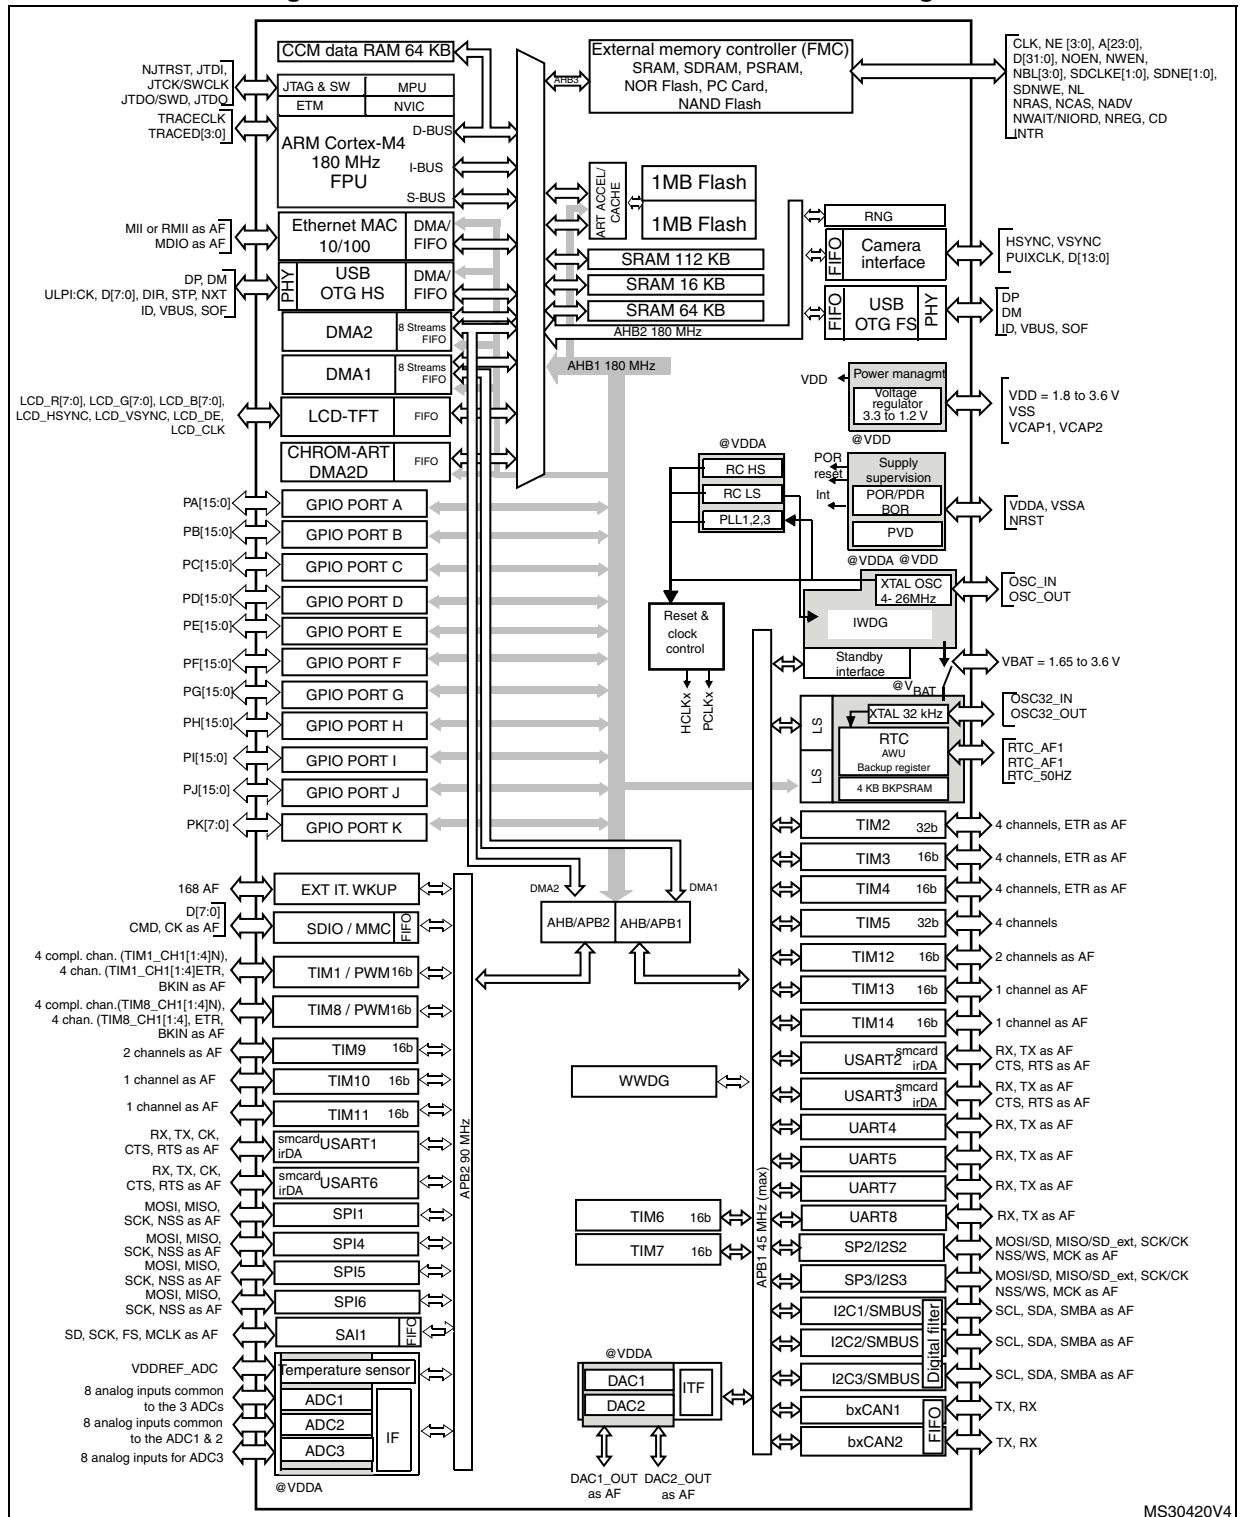 CCM data RAM 64 KB
External memory controller (FMC)
SRAM, SDRAM, PSRAM,
NOR Flash, PC Card,
NAND Flash
AHB3
CLK, NE [3:0], A[23:0],
D[31:0], NOEN, NWEN,
NBL[3:0], SDCLKE[1:0], SDNE[1:0],
SDNWE, NL
NRAS, NCAS, NADV
NWAIT/NIORD, NREG, CD
INTR
NJTRST, JTDI,
JTCK/SWCLK
JTDO/SWD, JTDO
TRACECLK
TRACED[3:0]
JTAG & SW
MPU
ETM
NVIC
ARM Cortex-M4
180 MHz
FPU
D-BUS
I-BUS
S-BUS
ART ACCEL/
CACHE
1MB Flash
1MB Flash
SRAM 112 KB
SRAM 16 KB
SRAM 64 KB
AHB2 180 MHz
AHB1 180 MHz
MII or RMII as AF
MDIO as AF
Ethernet MAC
10/100
DMA/
FIFO
DP, DM
ULPI:CK, D[7:0], DIR, STP, NXT
ID, VBUS, SOF
PHY
USB
OTG HS
DMA/
FIFO
DMA2
8 Streams
FIFO
DMA1
8 Streams
FIFO
LCD_R[7:0], LCD_G[7:0], LCD_B[7:0],
LCD_HSYNC, LCD_VSYNC, LCD_DE,
LCD_CLK
LCD-TFT
FIFO
CHROM-ART
DMA2D
FIFO
RNG
FIFO
Camera
interface
HSYNC, VSYNC
PUIXCLK, D[13:0]
FIFO
USB
OTG FS
PHY
DP
DM
ID, VBUS, SOF
VDD
Power managmt
Voltage
regulator
3.3 to 1.2 V
@VDD
VDD = 1.8 to 3.6 V
VSS
VCAP1, VCAP2
@VDDA
RC HS
RC LS
PLL1,2,3
POR
reset
Int
Supply
supervision
POR/PDR
BOR
PVD
@VDDA @VDD
VDDA, VSSA
NRST
XTAL OSC
4- 26MHz
OSC_IN
OSC_OUT
IWDG
Standby
interface
VBAT = 1.65 to 3.6 V
@VBAT
Reset &
clock
control
HCLKx
PCLKx
LS
LS
XTAL 32 kHz
OSC32_IN
OSC32_OUT
RTC
AWU
Backup register
4 KB BKPSRAM
RTC_AF1
RTC_AF1
RTC_50HZ
PA[15:0]
GPIO PORT A
PB[15:0]
GPIO PORT B
PC[15:0]
GPIO PORT C
PD[15:0]
GPIO PORT D
PE[15:0]
GPIO PORT E
PF[15:0]
GPIO PORT F
PG[15:0]
GPIO PORT G
PH[15:0]
GPIO PORT H
PI[15:0]
GPIO PORT I
PJ[15:0]
GPIO PORT J
PK[7:0]
GPIO PORT K
DMA2
DMA1
AHB/APB2
AHB/APB1
168 AF
EXT IT. WKUP
D[7:0]
CMD, CK as AF
SDIO / MMC
FIFO
4 compl. chan. (TIM1_CH1[1:4]N),
4 chan. (TIM1_CH1[1:4]ETR,
BKIN as AF
TIM1 / PWM 16b
4 compl. chan.(TIM8_CH1[1:4]N),
4 chan. (TIM8_CH1[1:4], ETR,
BKIN as AF
TIM8 / PWM 16b
2 channels as AF
TIM9 16b
1 channel as AF
TIM10 16b
1 channel as AF
TIM11 16b
RX, TX, CK,
CTS, RTS as AF
smcard
irDA
USART1
RX, TX, CK,
CTS, RTS as AF
smcard
irDA
USART6
MOSI, MISO,
SCK, NSS as AF
SPI1
MOSI, MISO,
SCK, NSS as AF
SPI4
MOSI, MISO,
SCK, NSS as AF
SPI5
MOSI, MISO,
SCK, NSS as AF
SPI6
SD, SCK, FS, MCLK as AF
SAI1
FIFO
VDDREF_ADC
Temperature sensor
8 analog inputs common
to the 3 ADCs
ADC1
8 analog inputs common
to the ADC1 & 2
ADC2
8 analog inputs for ADC3
ADC3
IF
@VDDA
APB2 90 MHz
WWDG
TIM6 16b
TIM7 16b
@VDDA
DAC1
DAC2
ITF
DAC1_OUT
as AF
DAC2_OUT
as AF
APB1 45 MHz (max)
TIM2 32b
4 channels, ETR as AF
TIM3 16b
4 channels, ETR as AF
TIM4 16b
4 channels, ETR as AF
TIM5 32b
4 channels
TIM12 16b
2 channels as AF
TIM13 16b
1 channel as AF
TIM14 16b
1 channel as AF
USART2
smcard
irDA
RX, TX as AF
CTS, RTS as AF
USART3
smcard
irDA
RX, TX as AF
CTS, RTS as AF
UART4
RX, TX as AF
UART5
RX, TX as AF
UART7
RX, TX as AF
UART8
RX, TX as AF
SP2/I2S2
MOSI/SD, MISO/SD_ext, SCK/CK
NSS/WS, MCK as AF
SP3/I2S3
MOSI/SD, MISO/SD_ext, SCK/CK
NSS/WS, MCK as AF
I2C1/SMBUS
SCL, SDA, SMBA as AF
I2C2/SMBUS
SCL, SDA, SMBA as AF
I2C3/SMBUS
SCL, SDA, SMBA as AF
Digital filter
bxCAN1
TX, RX
bxCAN2
TX, RX
FIFO
MS30420V4